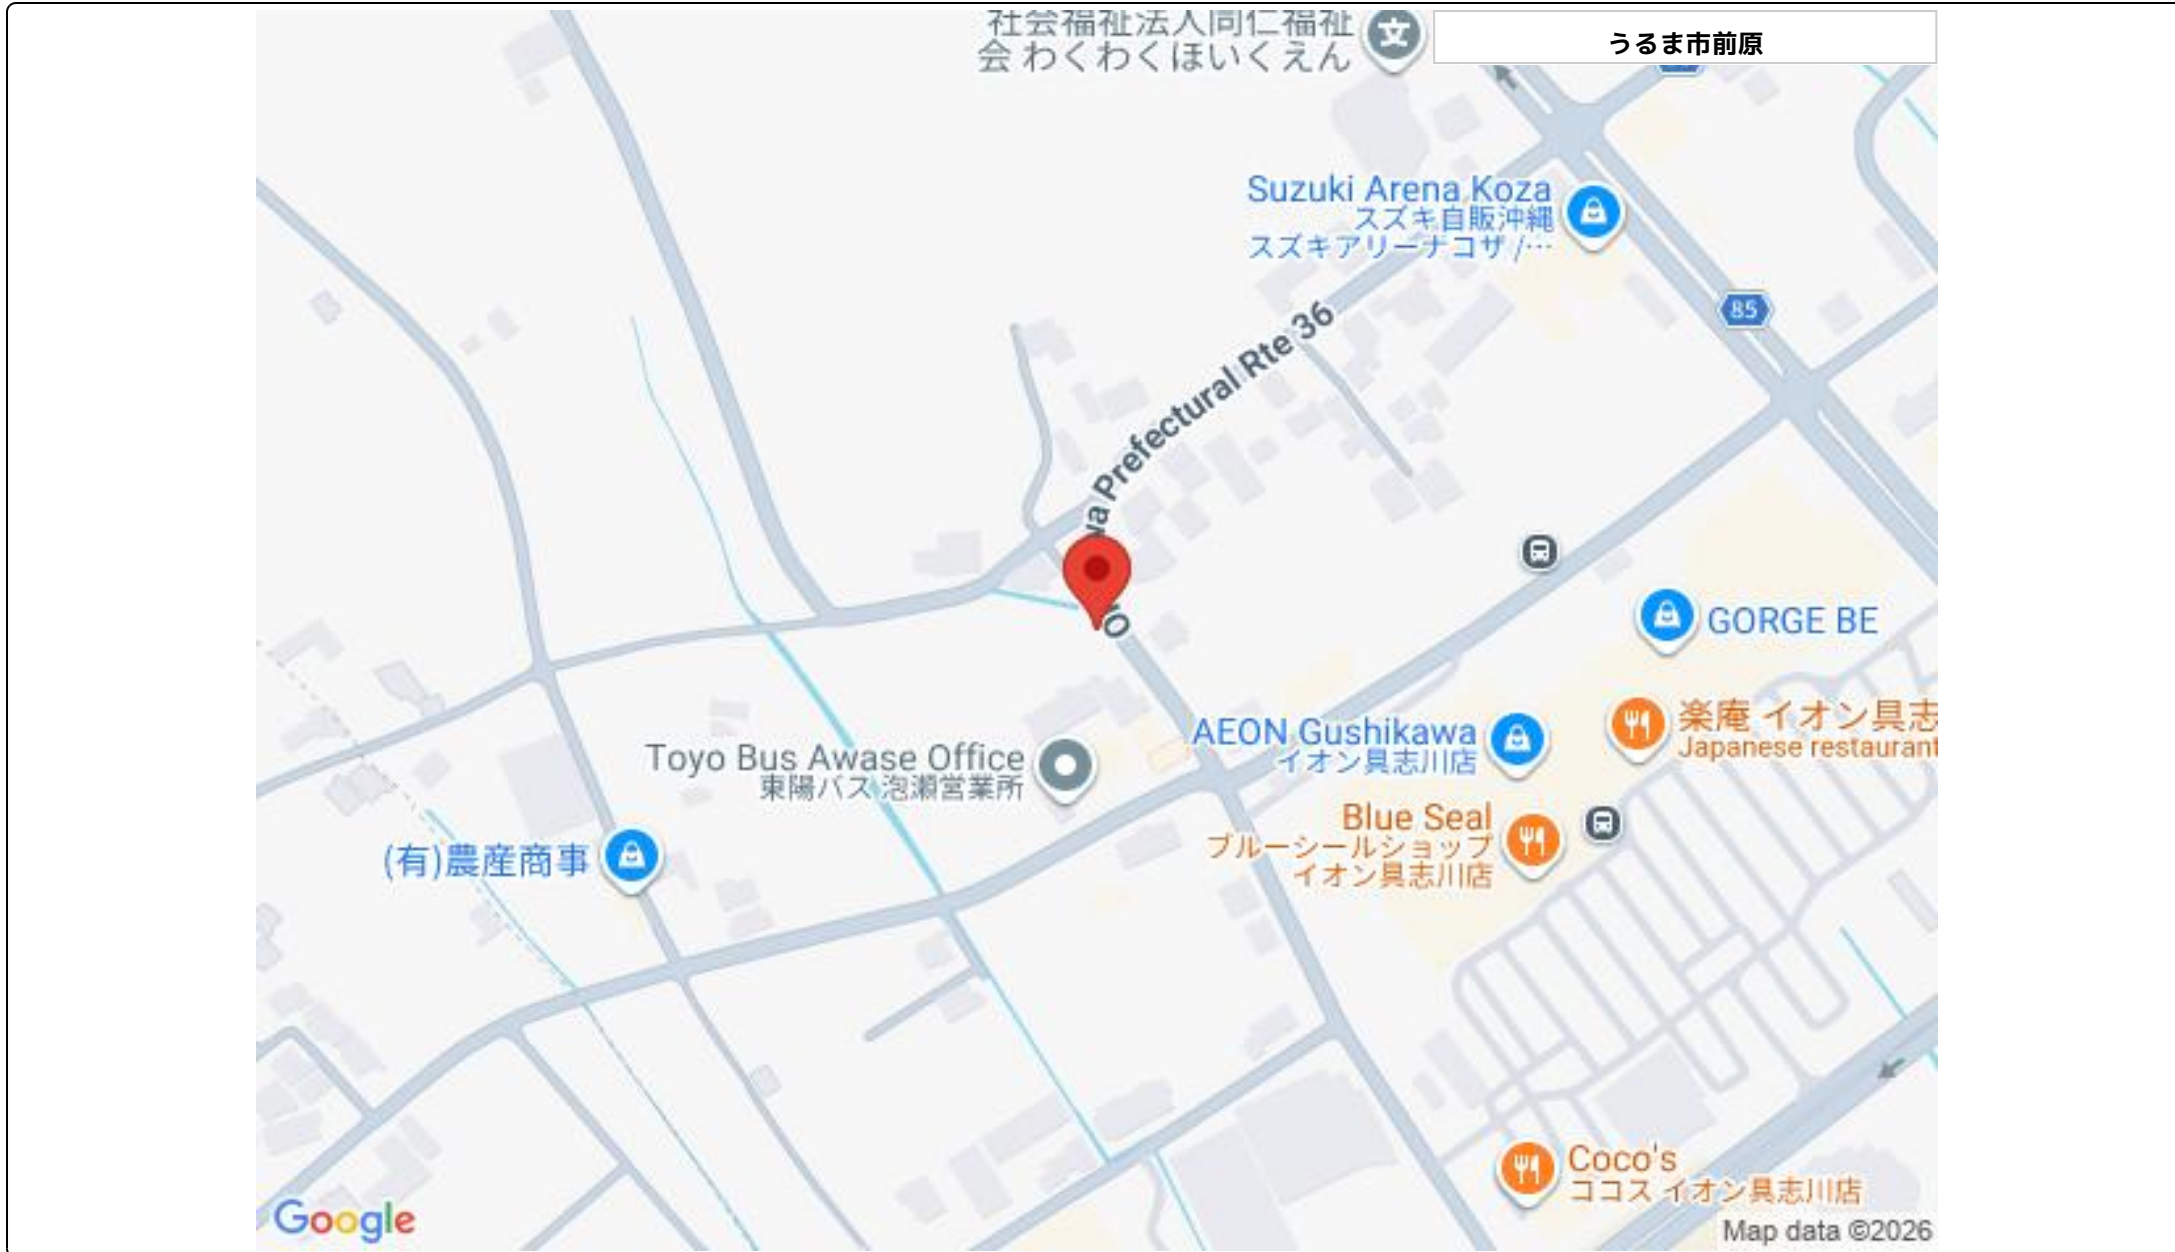 社会福祉法人同仁福祉
会 わくわくほいくえん
うるま市前原
Suzuki Arena Koza
スズキ自販沖縄
スズキアリーナコザ /…
85
Prefectural Rte 36
GORGE BE
楽庵 イオン具志
Japanese restaurant
AEON Gushikawa
イオン具志川店
Toyo Bus Awase Office
東陽バス 泡瀬営業所
Blue Seal
ブルーシールショップ
イオン具志川店
(有)農産商事
Coco's
ココス イオン具志川店
Google
Map data ©2026